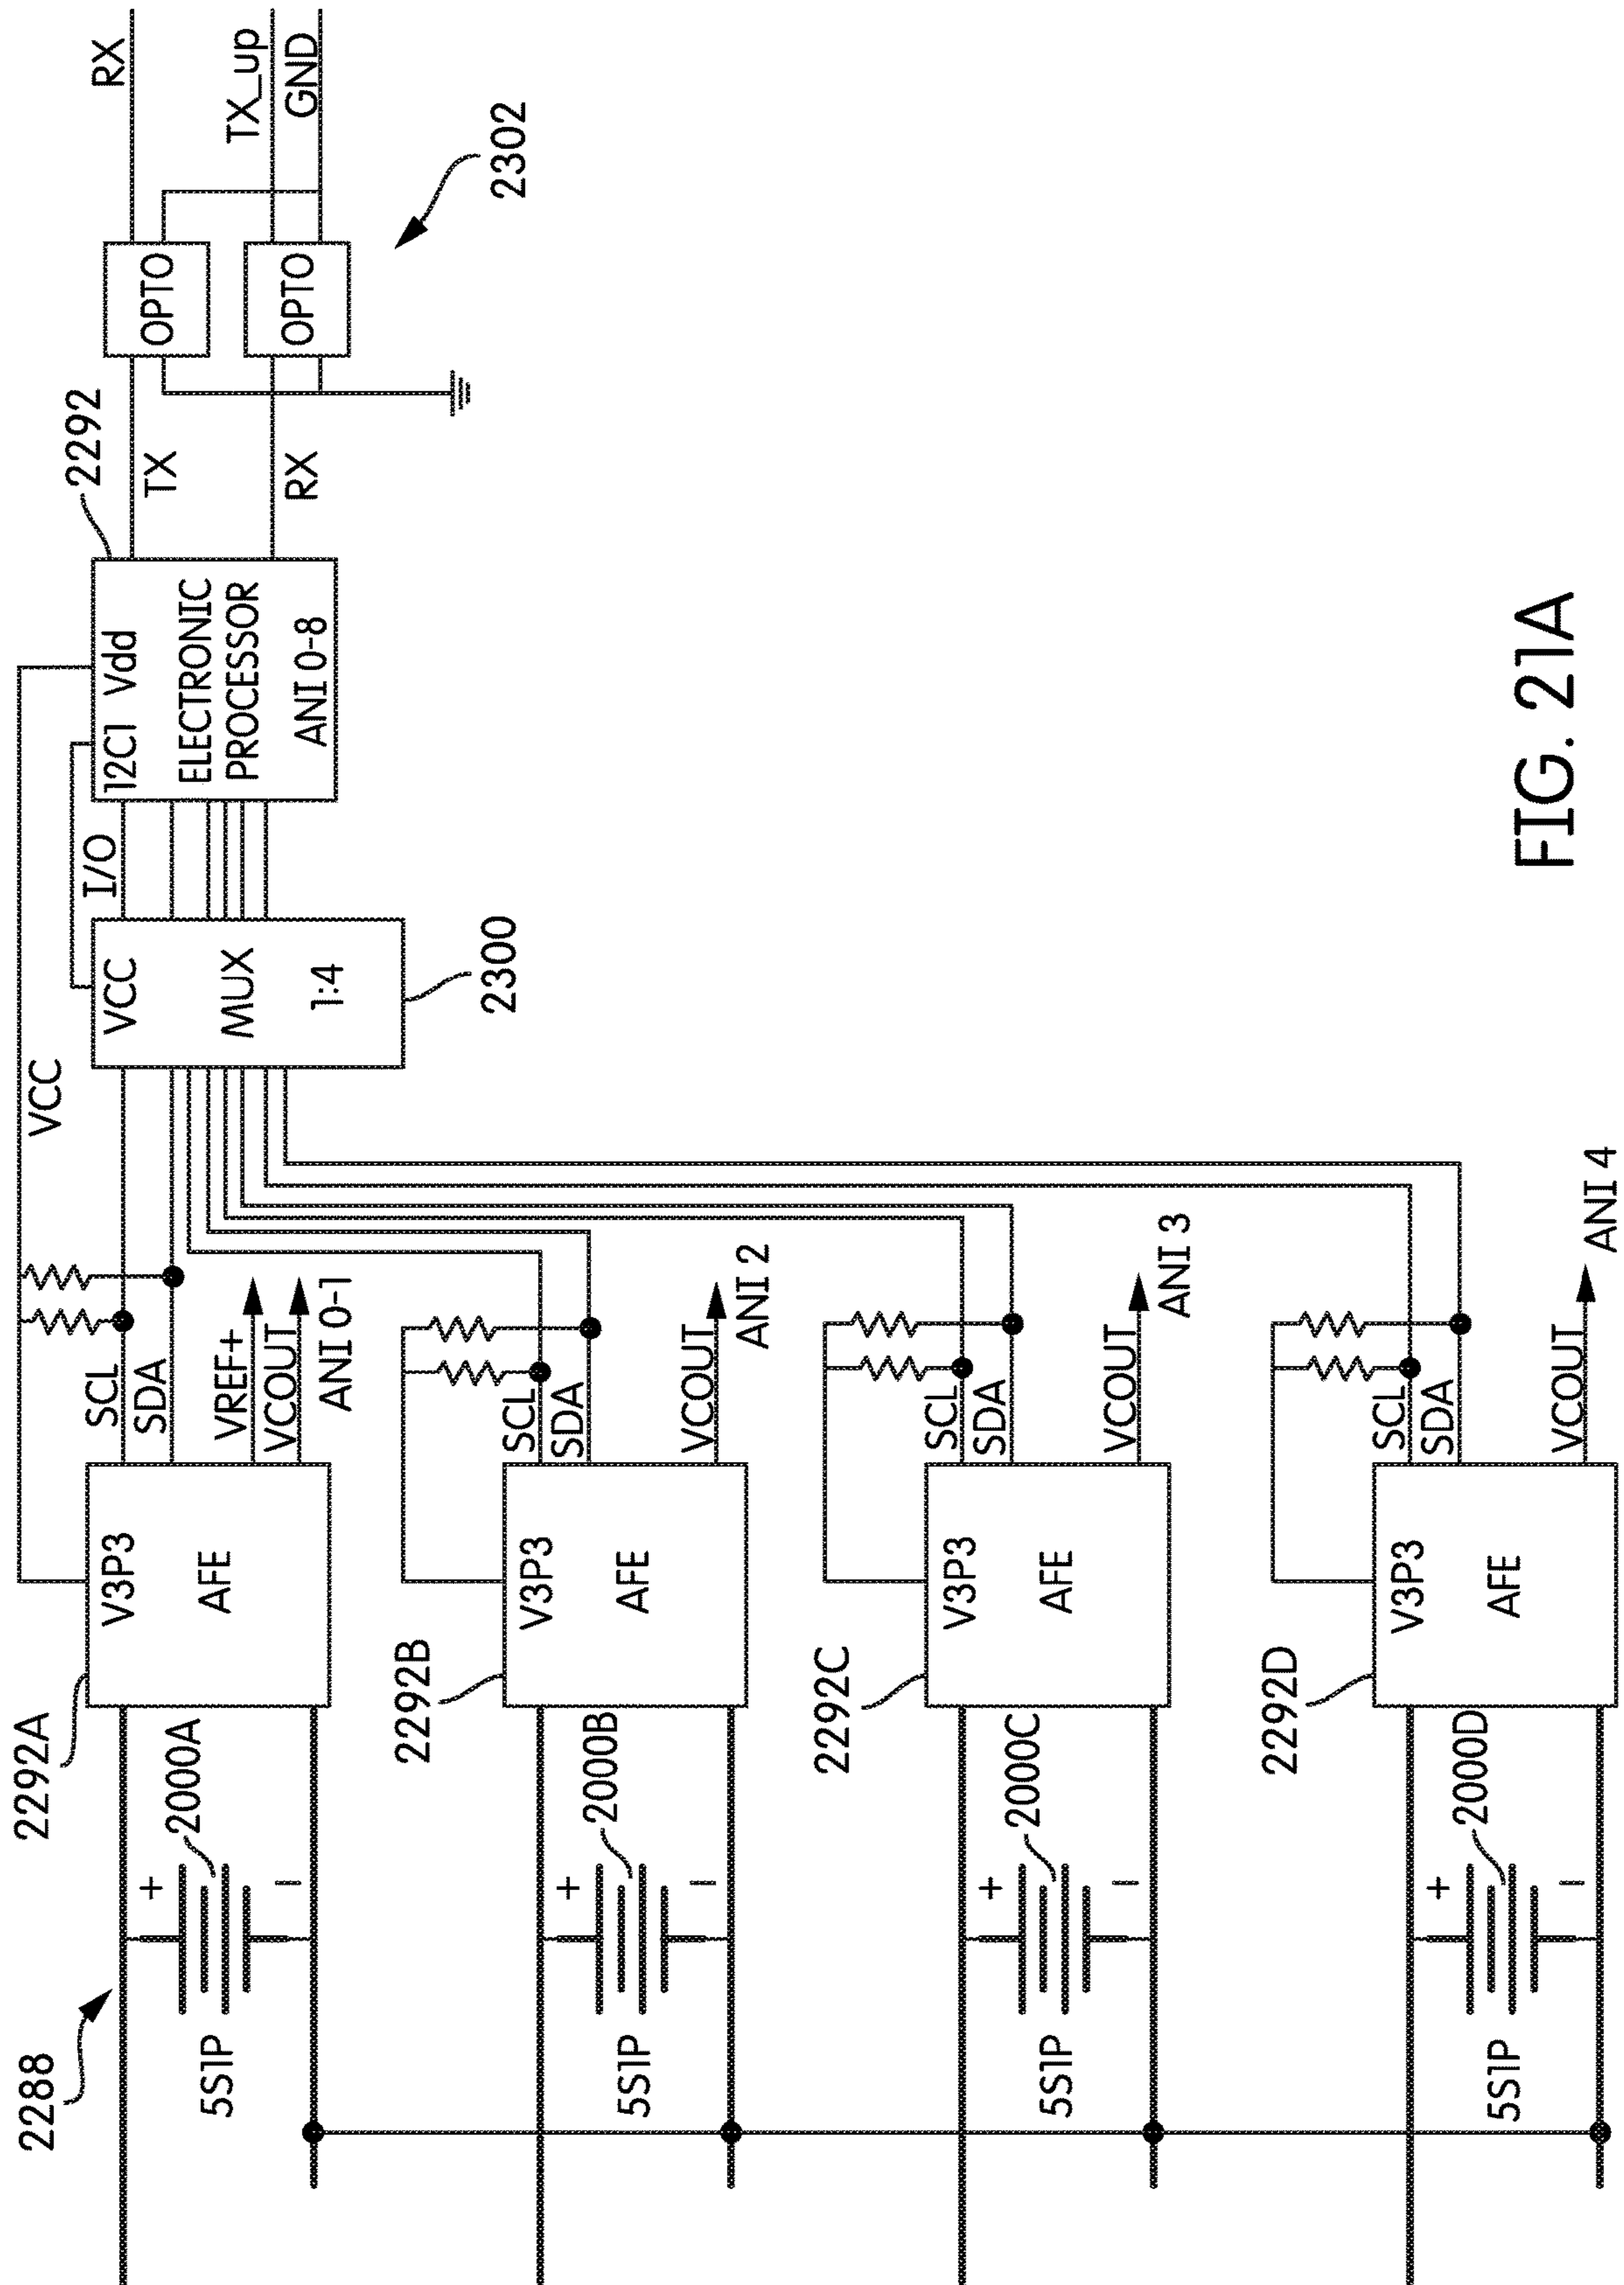 2288
2292A
V3P3
AFE
+
2000A
5S1P
−
SCL
SDA
VREF+
VCOUT
ANI 0-1
VCC
VCC
MUX
1:4
2300
I/O
12C1 Vdd
ELECTRONIC
PROCESSOR
ANI 0-8
2292
TX
RX
OPTO
OPTO
RX
TX_up
GND
2302
2292B
V3P3
AFE
+
2000B
5S1P
−
SCL
SDA
VCOUT
ANI 2
2292C
V3P3
AFE
+
2000C
5S1P
−
SCL
SDA
VCOUT
ANI 3
2292D
V3P3
AFE
+
2000D
5S1P
−
SCL
SDA
VCOUT
ANI 4
FIG. 21A